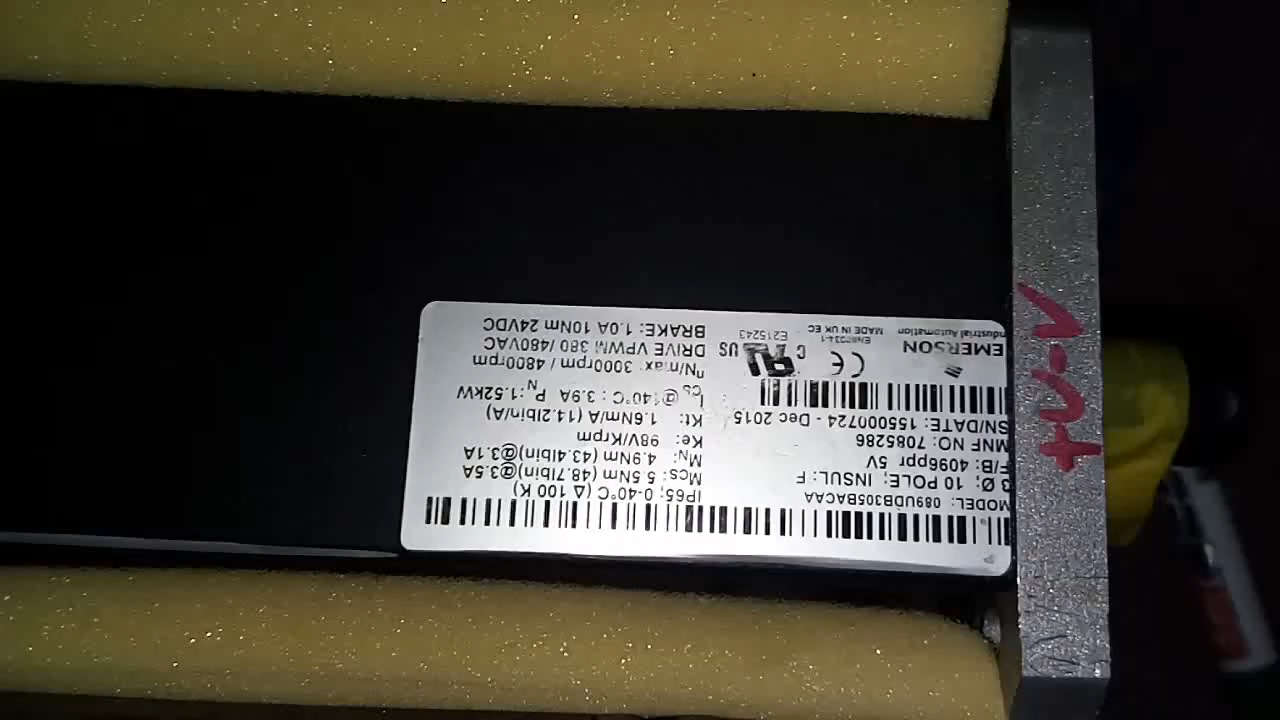 MODEL: 089UDB305BACAA
3 Ø; 10 POLE; INSUL: F
F/B: 4096ppr 5V
MNF NO: 7085286
SN/DATE: 155000724 - Dec 2015
EMERSON
Industrial Automation
MADE IN UK EC
EN60034-1
E215243
C US
IP65; 0-40°C (Δ 100 K)
Mcs: 5.5Nm (48.7lbin)@3.5A
MN: 4.9Nm (43.4lbin)@3.1A
Ke: 98V/Krpm
Kt: 1.6Nm/A (14.2lbin/A)
Ics@140°C: 3.9A PN: 1.52kW
nN/max: 3000rpm / 4800rpm
DRIVE VPWM 380 /480VAC
BRAKE: 1.0A 10Nm 24VDC